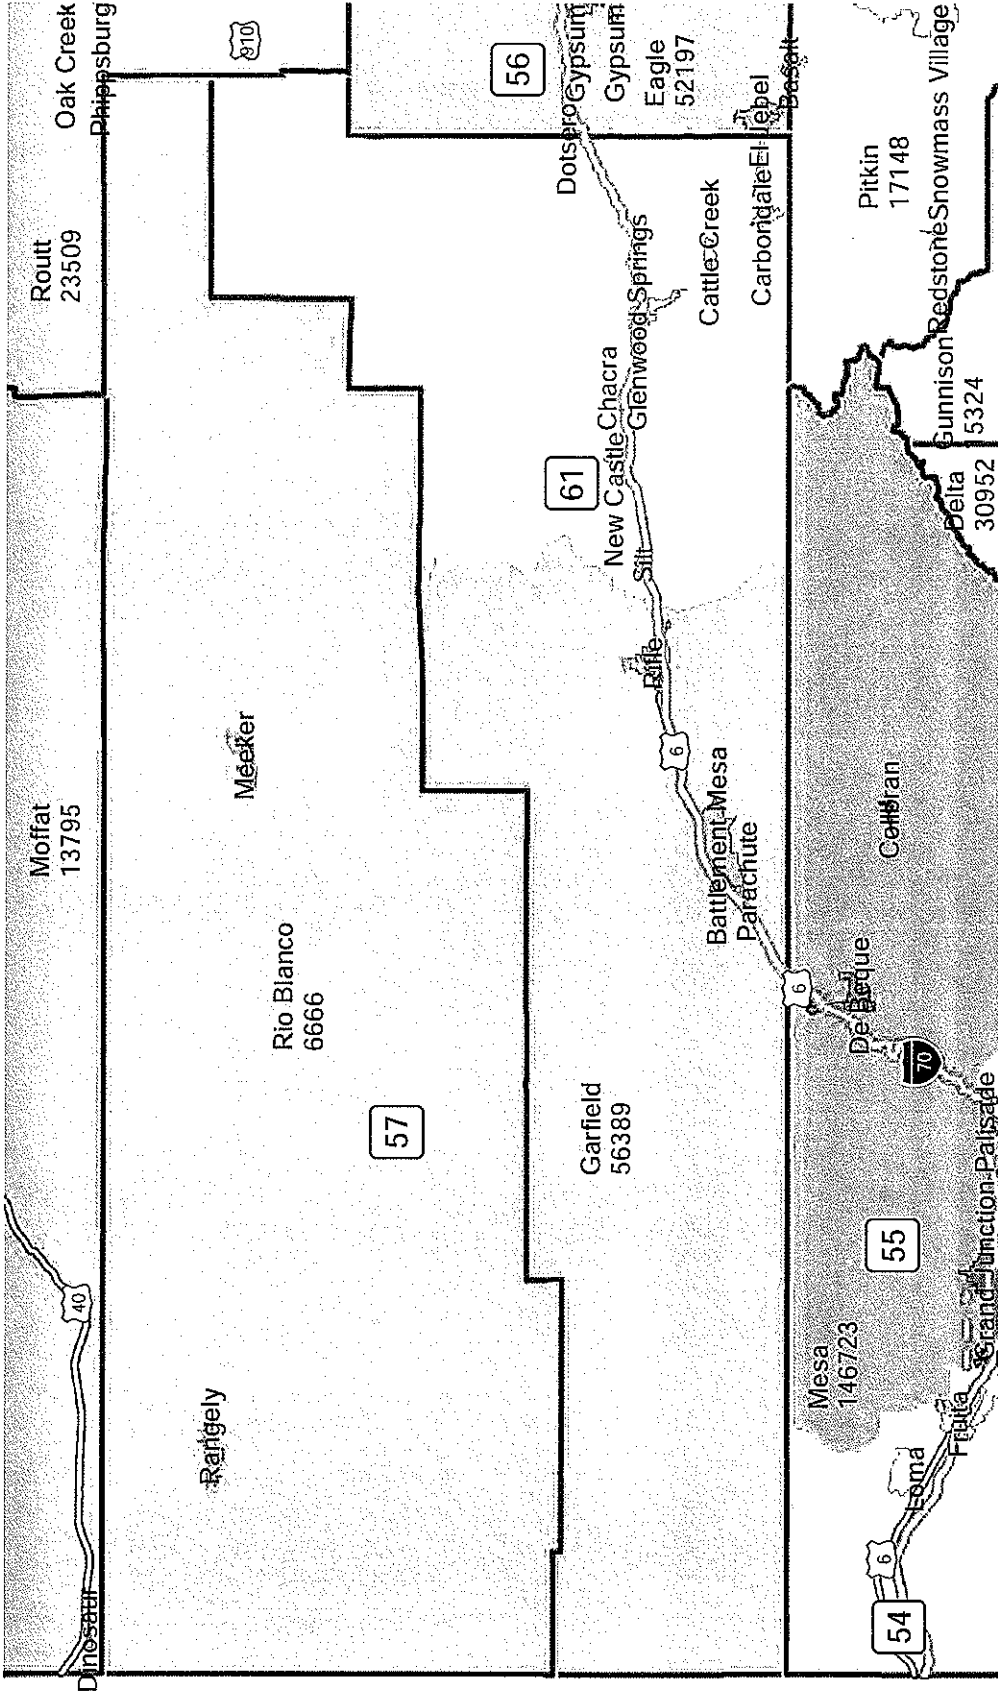 Dinosaur
40
Moffat
13795
Routt
23509
Oak Creek
Phippsburg
Rangely
Meeker
910
Rio Blanco
6666
57
56
Dotsero
Gypsum
Gypsum
Eagle
52197
61
New Castle
Chacra
Glenwood Springs
Silt
Rifle
Cattle Creek
Carbondale
El Jebel
Basalt
Garfield
56389
6
Battlement Mesa
Parachute
6
De Beque
70
Collbran
Pitkin
17148
Redstone
Snowmass Village
Gunnison
5324
Delta
30952
Mesa
146723
55
Palisade
Grand Junction
Fruita
Loma
6
54